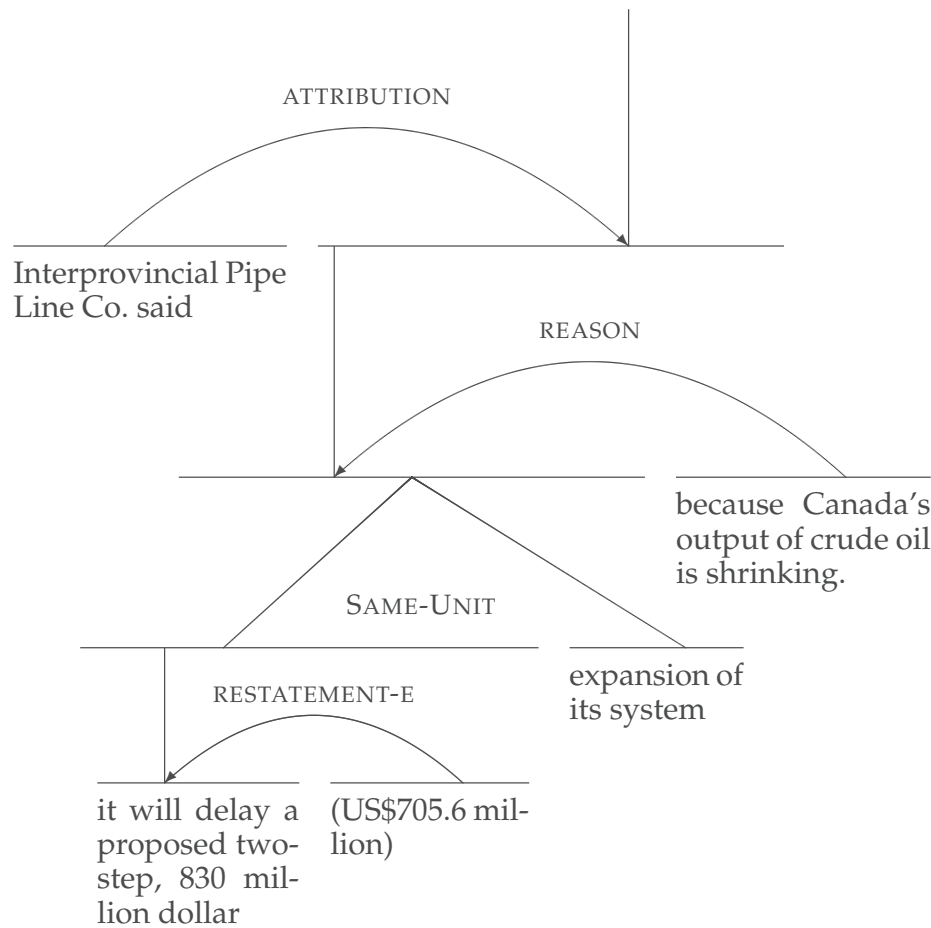 ATTRIBUTION
Interprovincial Pipe
Line Co. said
REASON
because Canada's
output of crude oil
is shrinking.
SAME-UNIT
expansion of
its system
RESTATEMENT-E
it will delay a
proposed two-
step, 830 mil-
lion dollar
(US$705.6 mil-
lion)